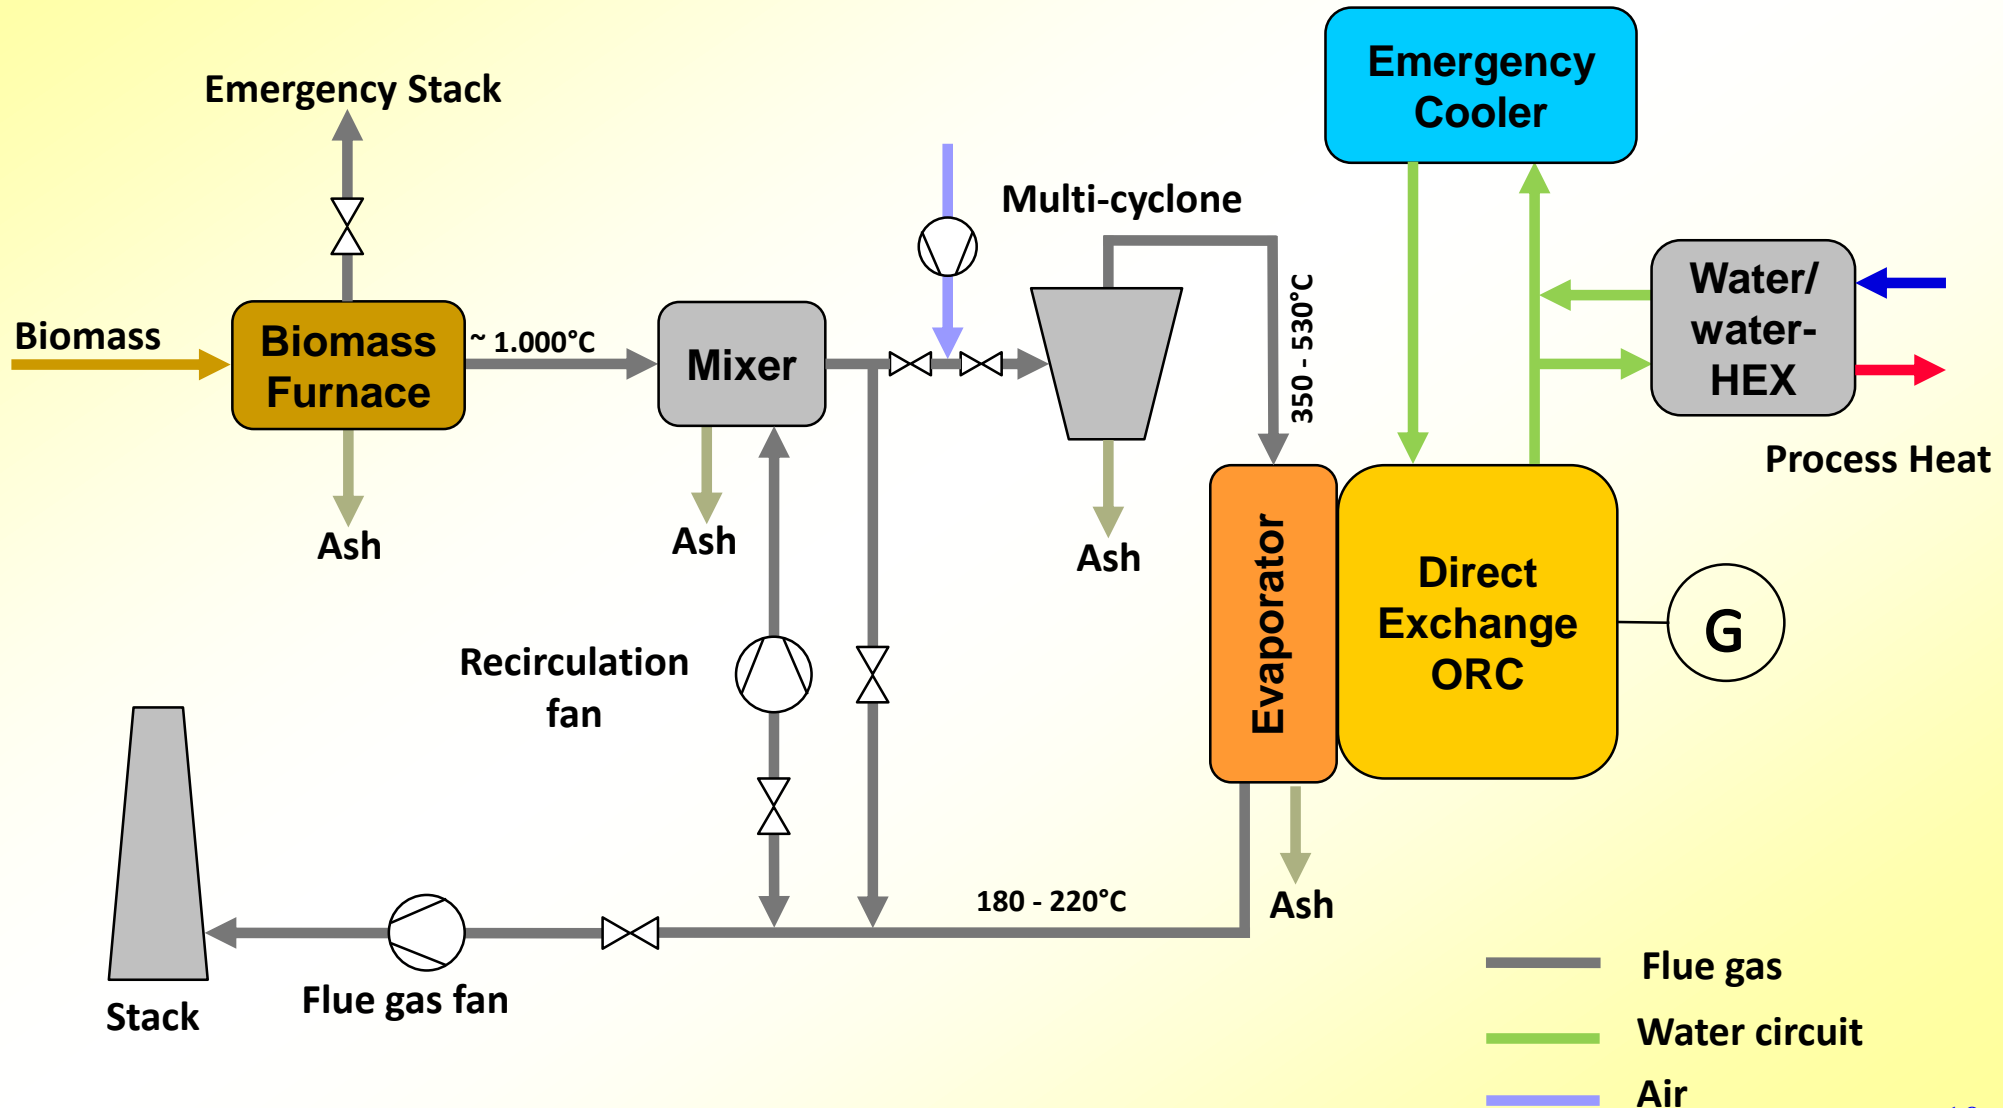 Emergency Stack
Emergency
Cooler
Multi-cyclone
Biomass
Biomass
Furnace
~ 1.000°C
Mixer
350 - 530°C
Water/
water-
HEX
Process Heat
Ash
Ash
Ash
Evaporator
Direct
Exchange
ORC
G
Recirculation
fan
180 - 220°C
Ash
Stack
Flue gas fan
Flue gas
Water circuit
Air